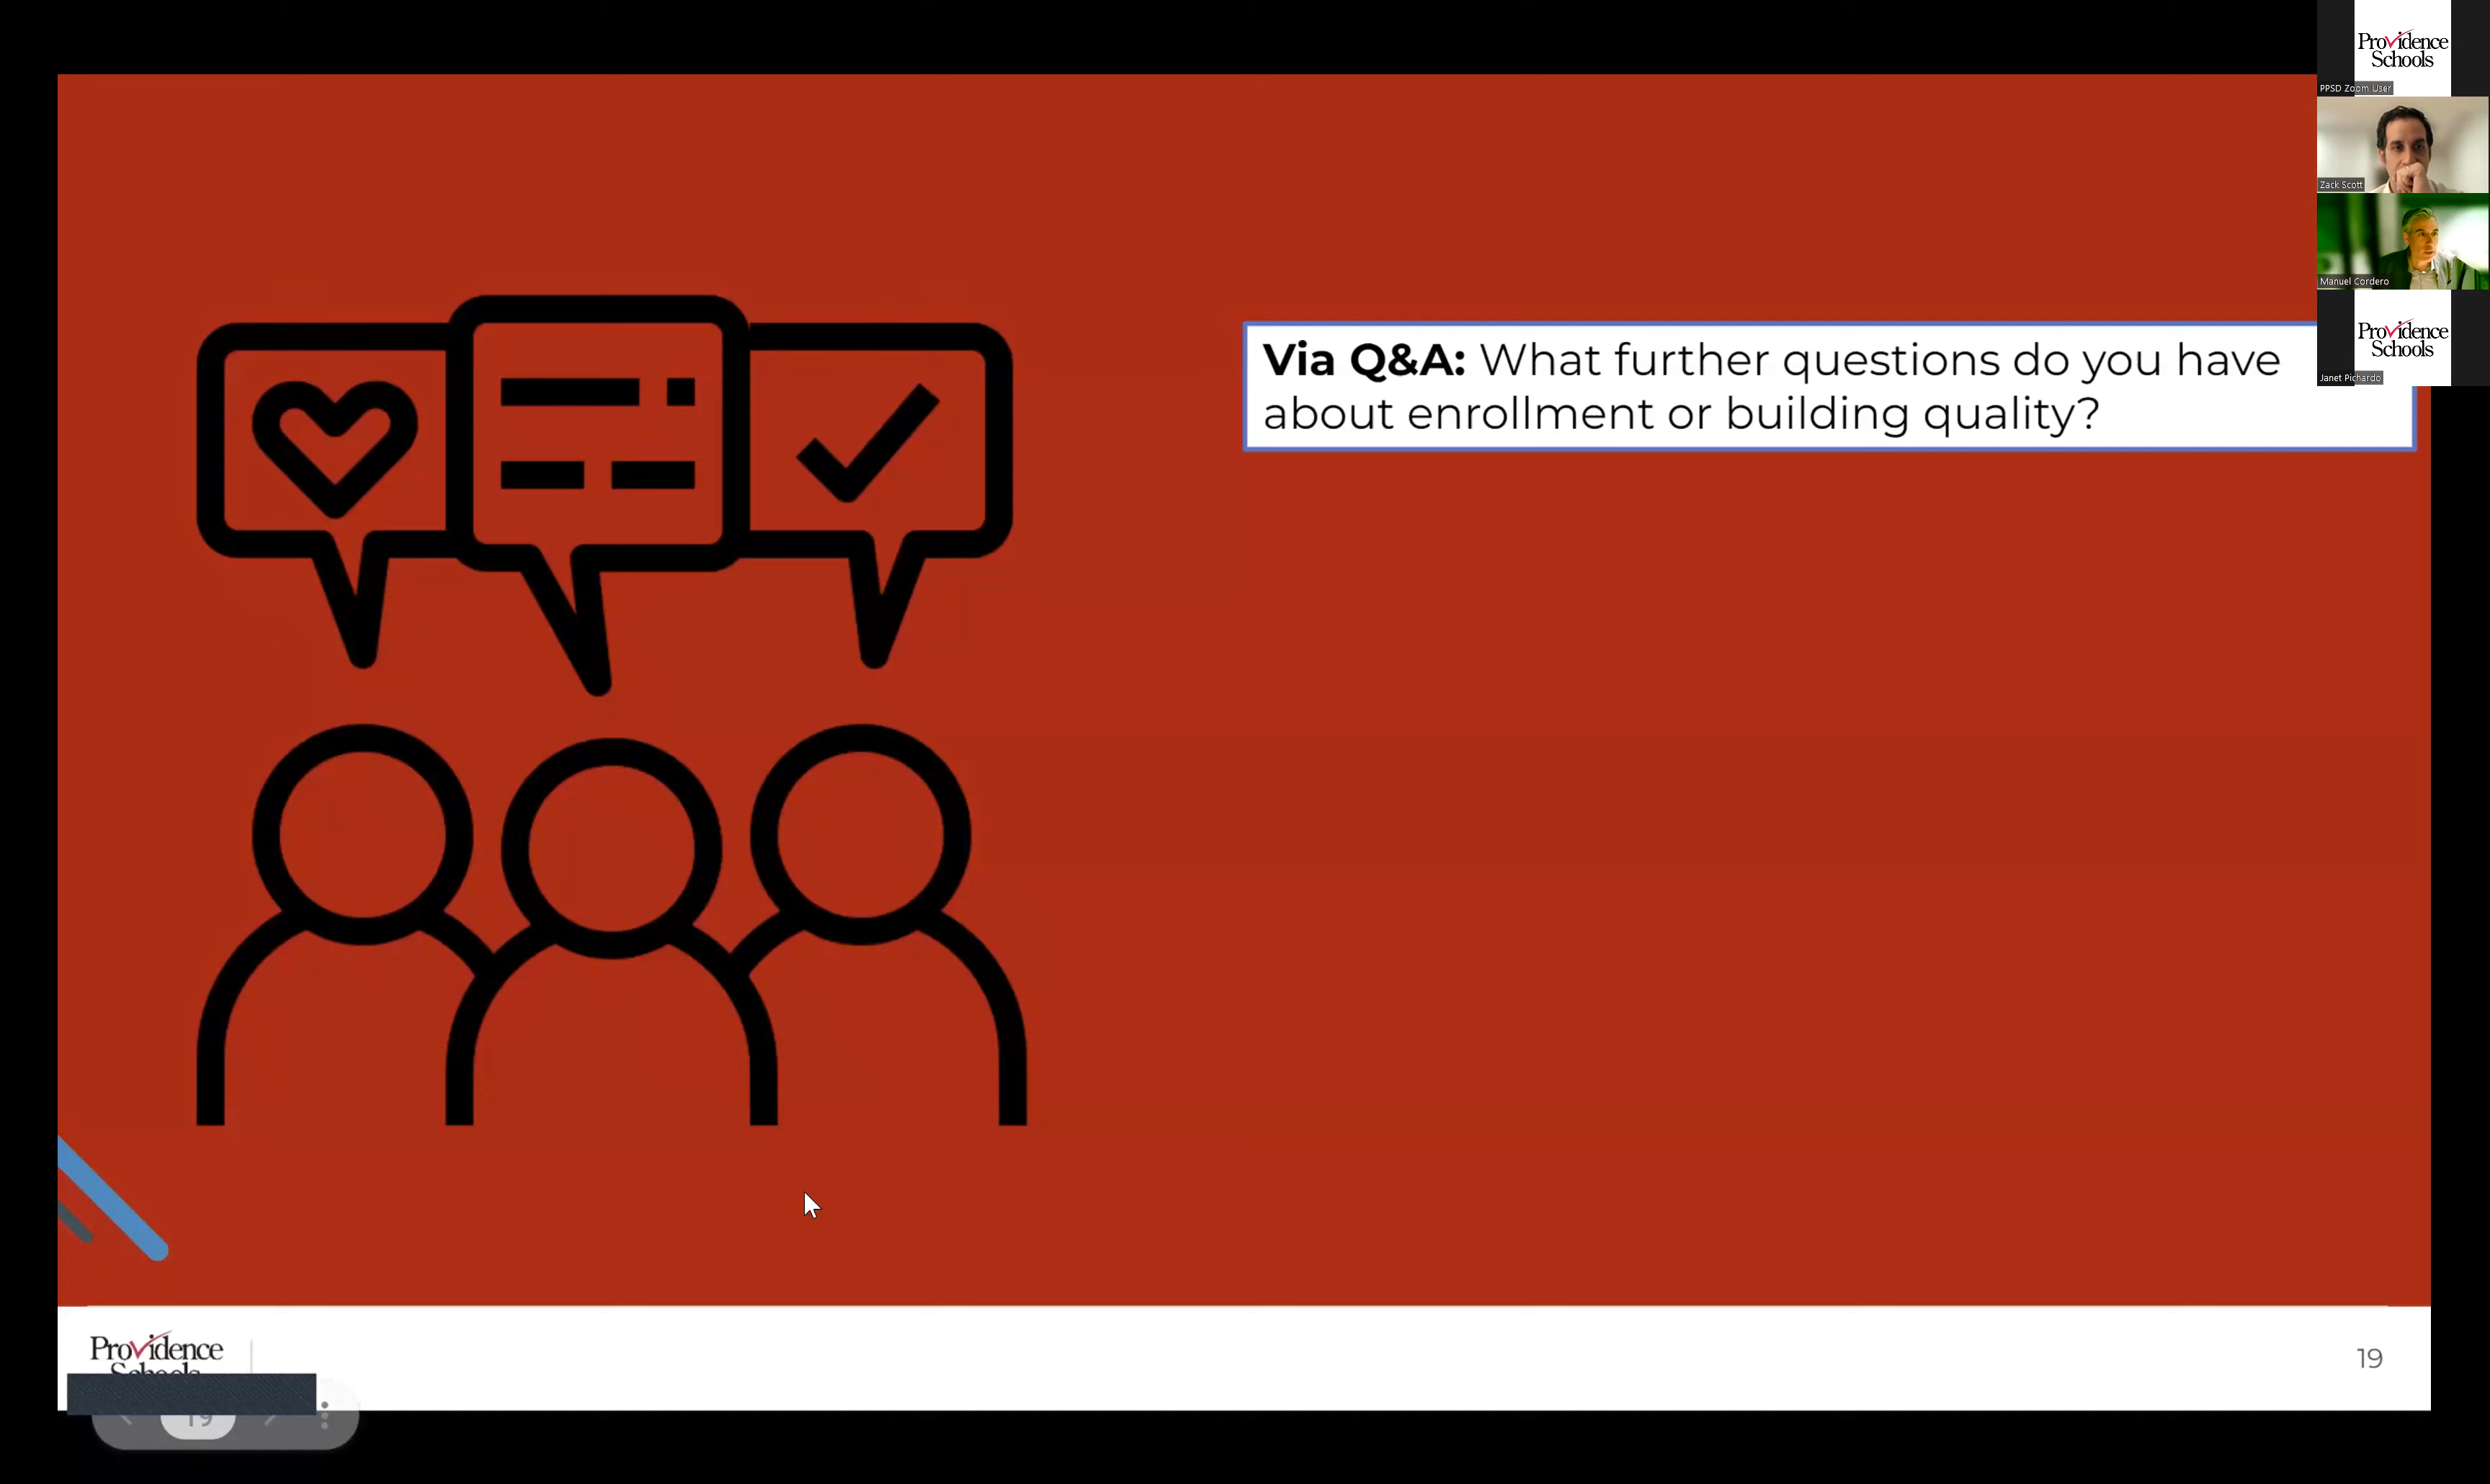 Providence
Schools
PPSD Zoom User
Zack Scott
Manuel Cordero
Providence
Schools
Janet Pichardo
Via Q&A: What further questions do you have
about enrollment or building quality?
Providence
Schools
19
19